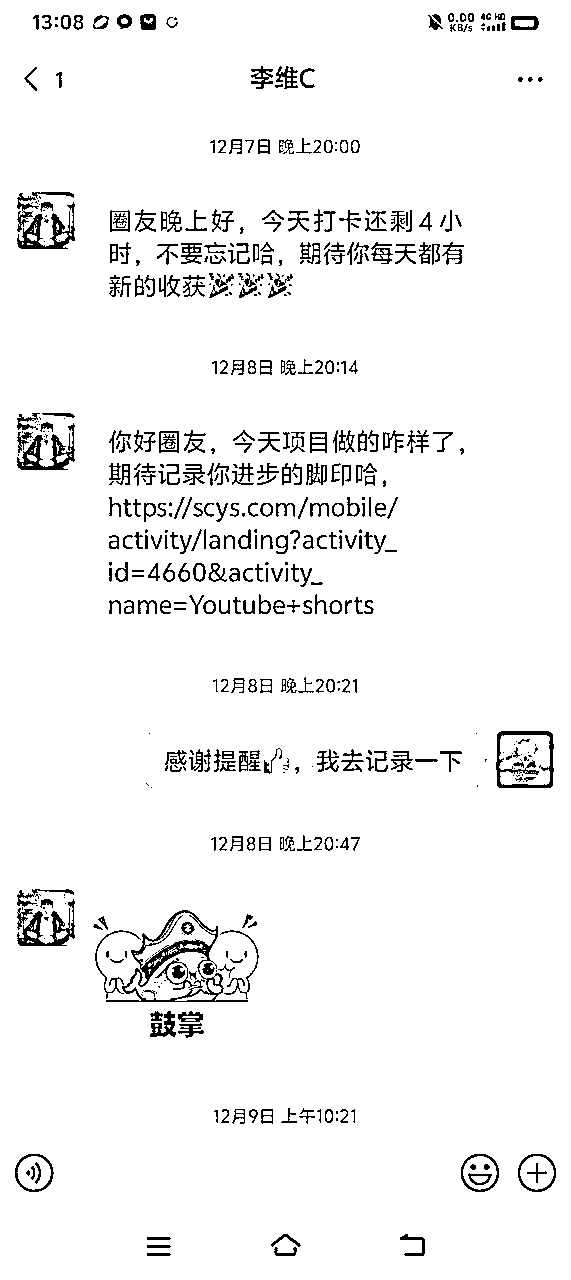 13:08
0.00 KB/s 4G HD
1
李维C
12月7日 晚上20:00
圈友晚上好，今天打卡还剩 4 小
时，不要忘记哈，期待你每天都有
新的收获🎉🎉🎉
12月8日 晚上20:14
你好圈友，今天项目做的咋样了，
期待记录你进步的脚印哈，
https://scys.com/mobile/
activity/landing?activity_
id=4660&activity_
name=Youtube+shorts
12月8日 晚上20:21
感谢提醒👍，我去记录一下
12月8日 晚上20:47
鼓掌
12月9日 上午10:21